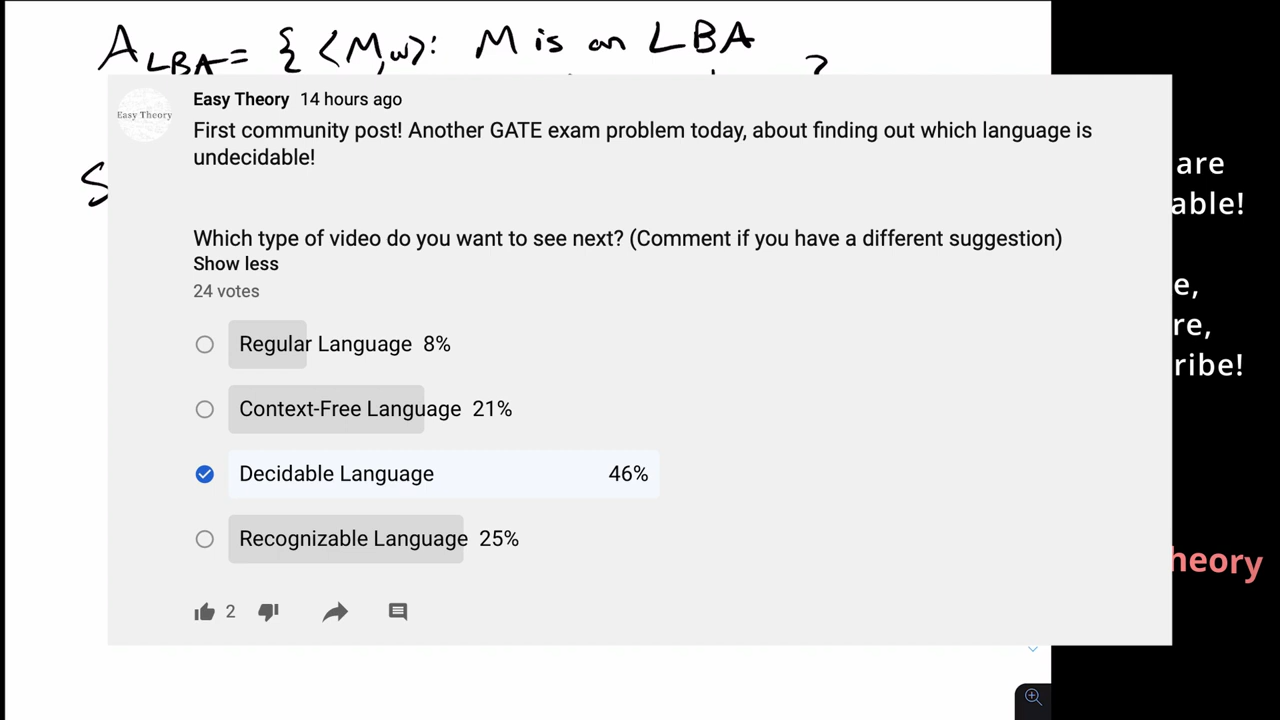 A LBA = { <M,w>: M is an LBA
?
S
Easy Theory
Easy Theory 14 hours ago
First community post! Another GATE exam problem today, about finding out which language is
undecidable!
Which type of video do you want to see next? (Comment if you have a different suggestion)
Show less
24 votes
Regular Language 8%
Context-Free Language 21%
Decidable Language 46%
Recognizable Language 25%
2
are
able!
e,
re,
ribe!
heory